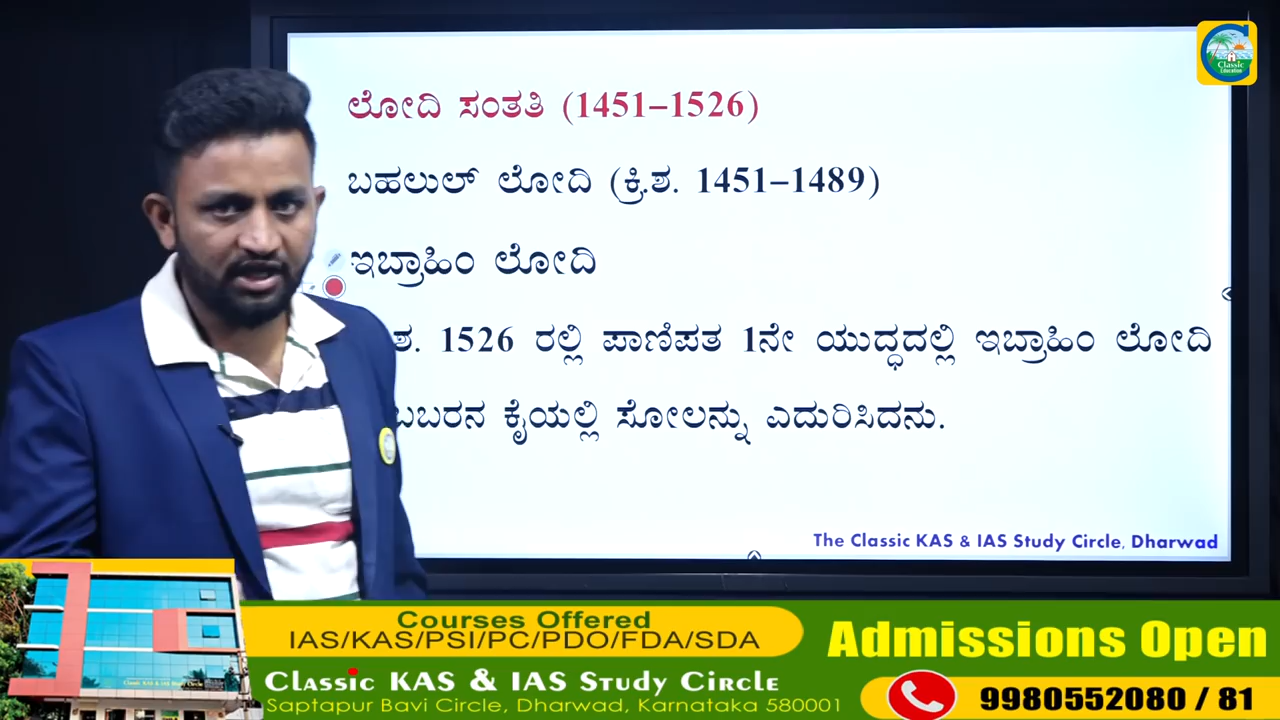 Classic
Education
ಲೋದಿ ಸಂತತಿ (1451–1526)
ಬಹಲುಲ್ ಲೋದಿ (ಕ್ರಿ.ಶ. 1451–1489)
ಇಬ್ರಾಹಿಂ ಲೋದಿ
ಶ. 1526 ರಲ್ಲಿ ಪಾಣಿಪತ 1ನೇ ಯುದ್ಧದಲ್ಲಿ ಇಬ್ರಾಹಿಂ ಲೋದಿ
ಬಬರನ ಕೈಯಲ್ಲಿ ಸೋಲನ್ನು ಎದುರಿಸಿದನು.
The Classic KAS & IAS Study Circle, Dharwad
Courses Offered
IAS/KAS/PSI/PC/PDO/FDA/SDA
Admissions Open
Classic KAS & IAS Study Circle
Saptapur Bavi Circle, Dharwad, Karnataka 580001
9980552080 / 81